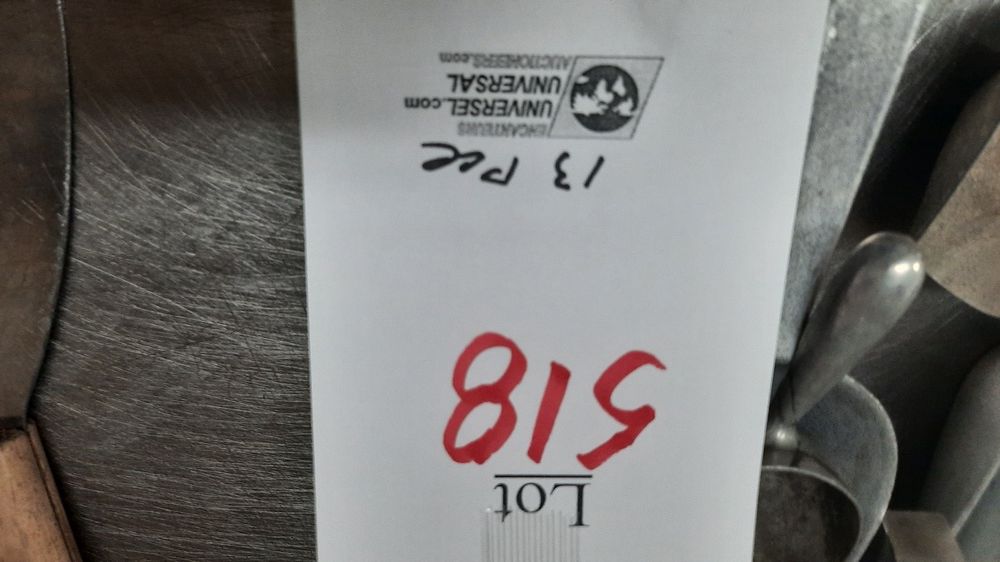 Lot
518
13 Pce
ENCANTEURS
UNIVERSEL.com
UNIVERSAL
AUCTIONEERS.com